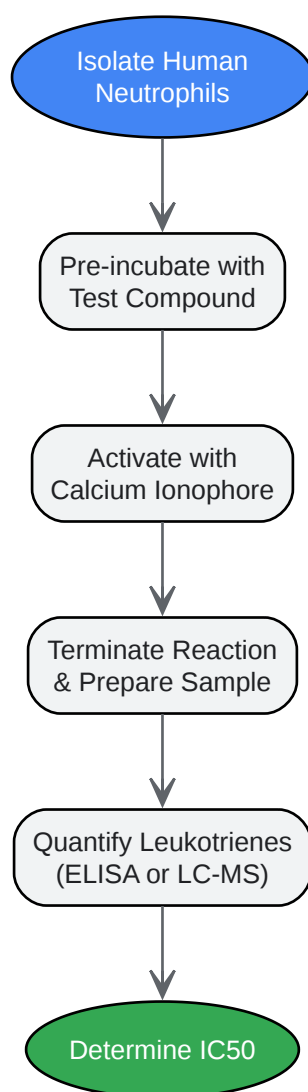 Isolate Human
Neutrophils
Pre-incubate with
Test Compound
Activate with
Calcium Ionophore
Terminate Reaction
& Prepare Sample
Quantify Leukotrienes
(ELISA or LC-MS)
Determine IC50